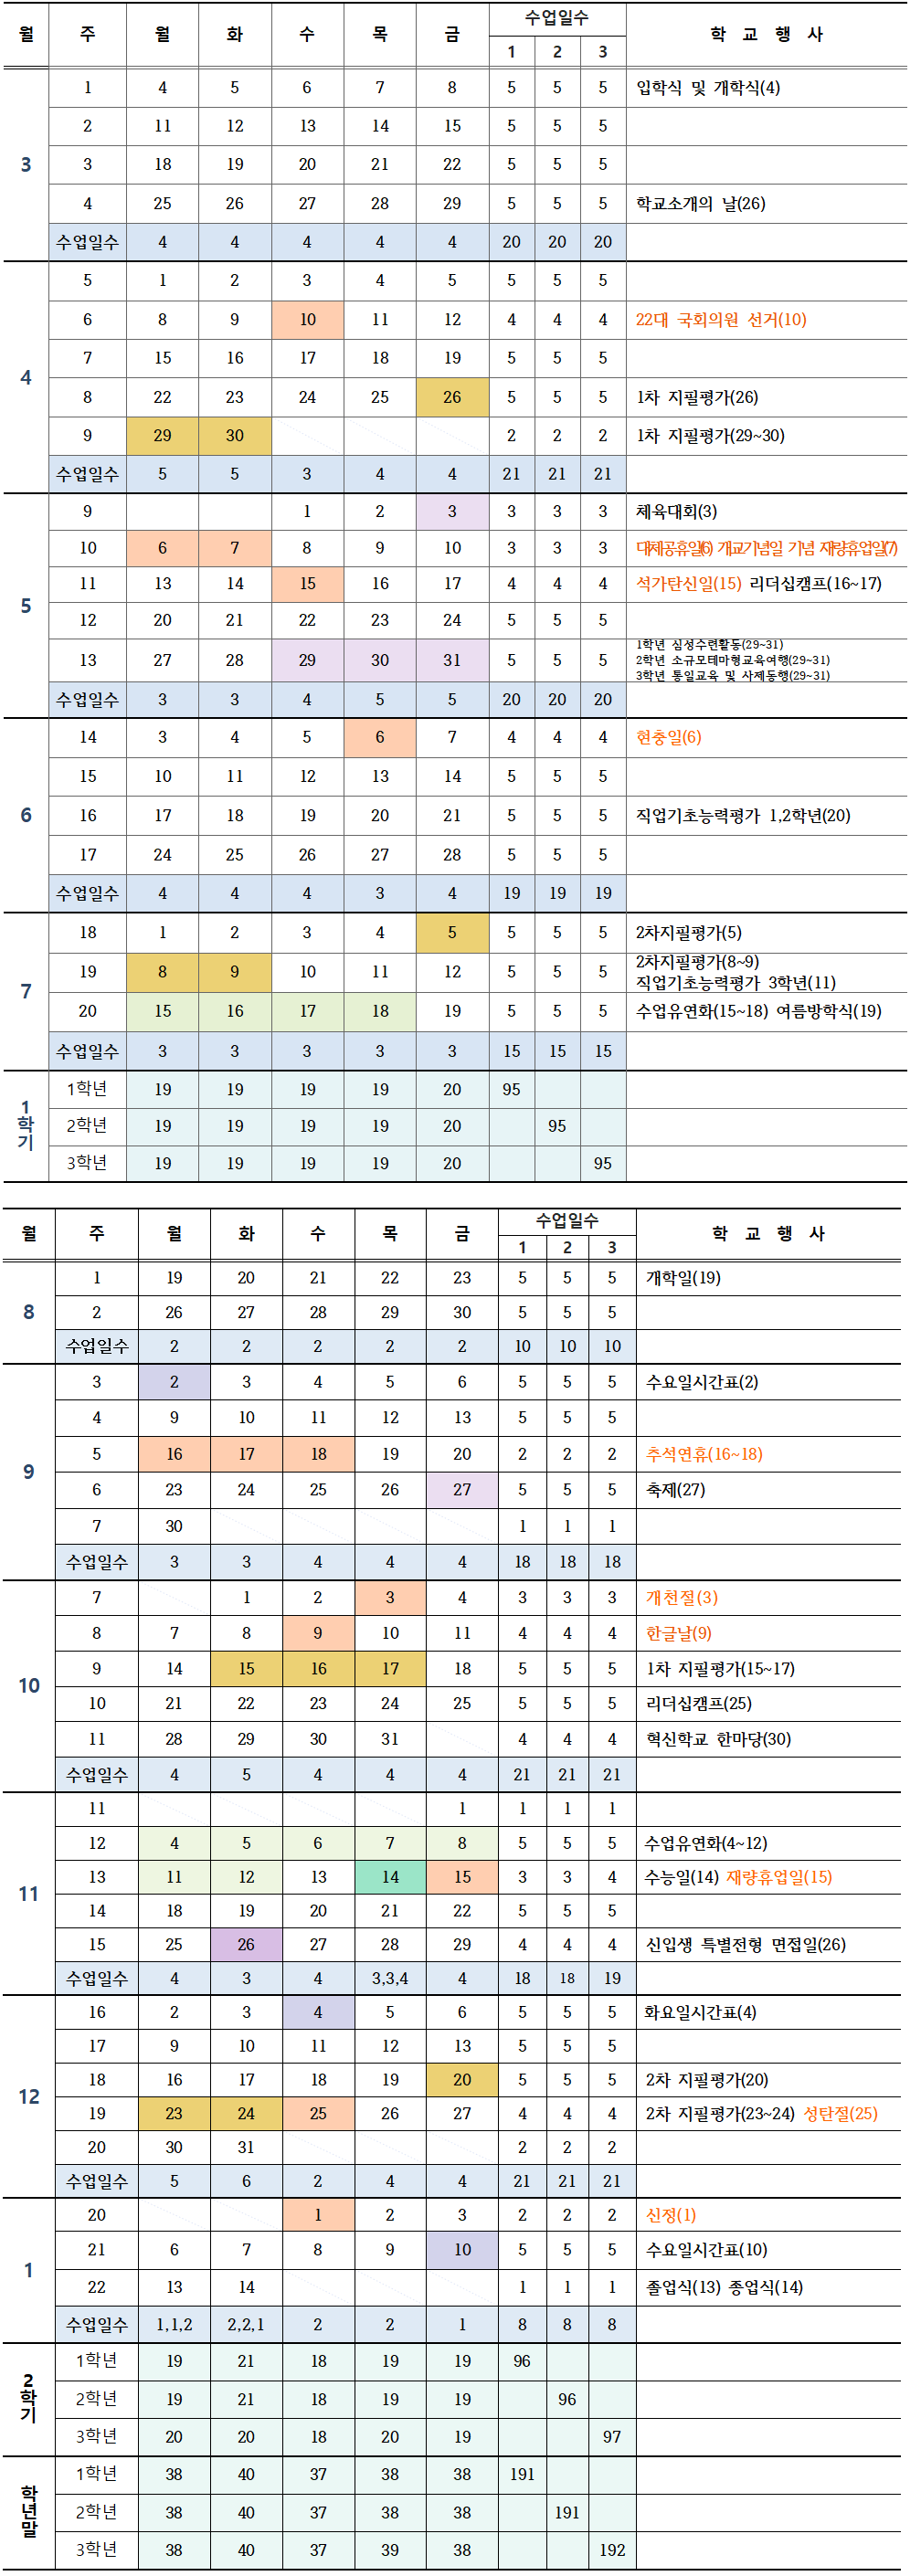 월 주 월 화 수 목 금 수업일수 학 교 행 사
1 2 3
3
1 4 5 6 7 8 5 5 5 입학식 및 개학식(4)
2 11 12 13 14 15 5 5 5
3 18 19 20 21 22 5 5 5
4 25 26 27 28 29 5 5 5 학교소개의 날(26)
수업일수 4 4 4 4 4 20 20 20
4
5 1 2 3 4 5 5 5 5
6 8 9 10 11 12 4 4 4 22대 국회의원 선거(10)
7 15 16 17 18 19 5 5 5
8 22 23 24 25 26 5 5 5 1차 지필평가(26)
9 29 30 2 2 2 1차 지필평가(29~30)
수업일수 5 5 3 4 4 21 21 21
5
9 1 2 3 3 3 3 체육대회(3)
10 6 7 8 9 10 3 3 3 대체공휴일(6) 개교기념일 기념 재량휴업일(7)
11 13 14 15 16 17 4 4 4 석가탄신일(15) 리더십캠프(16~17)
12 20 21 22 23 24 5 5 5
13 27 28 29 30 31 5 5 5 1학년 심성수련활동(29~31)
2학년 소규모테마형교육여행(29~31)
3학년 통일교육 및 사제동행(29~31)
수업일수 3 3 4 5 5 20 20 20
6
14 3 4 5 6 7 4 4 4 현충일(6)
15 10 11 12 13 14 5 5 5
16 17 18 19 20 21 5 5 5 직업기초능력평가 1,2학년(20)
17 24 25 26 27 28 5 5 5
수업일수 4 4 4 3 4 19 19 19
7
18 1 2 3 4 5 5 5 5 2차지필평가(5)
19 8 9 10 11 12 5 5 5 2차지필평가(8~9)
직업기초능력평가 3학년(11)
20 15 16 17 18 19 5 5 5 수업유연화(15~18) 여름방학식(19)
수업일수 3 3 3 3 3 15 15 15
1학기
1학년 19 19 19 19 20 95
2학년 19 19 19 19 20 95
3학년 19 19 19 19 20 95
월 주 월 화 수 목 금 수업일수 학 교 행 사
1 2 3
8
1 19 20 21 22 23 5 5 5 개학일(19)
2 26 27 28 29 30 5 5 5
수업일수 2 2 2 2 2 10 10 10
9
3 2 3 4 5 6 5 5 5 수요일시간표(2)
4 9 10 11 12 13 5 5 5
5 16 17 18 19 20 2 2 2 추석연휴(16~18)
6 23 24 25 26 27 5 5 5 축제(27)
7 30 1 1 1
수업일수 3 3 4 4 4 18 18 18
10
7 1 2 3 4 3 3 3 개천절(3)
8 7 8 9 10 11 4 4 4 한글날(9)
9 14 15 16 17 18 5 5 5 1차 지필평가(15~17)
10 21 22 23 24 25 5 5 5 리더십캠프(25)
11 28 29 30 31 4 4 4 혁신학교 한마당(30)
수업일수 4 5 4 4 4 21 21 21
11
11 1 1 1 1
12 4 5 6 7 8 5 5 5 수업유연화(4~12)
13 11 12 13 14 15 3 3 4 수능일(14) 재량휴업일(15)
14 18 19 20 21 22 5 5 5
15 25 26 27 28 29 4 4 4 신입생 특별전형 면접일(26)
수업일수 4 3 4 3,3,4 4 18 18 19
12
16 2 3 4 5 6 5 5 5 화요일시간표(4)
17 9 10 11 12 13 5 5 5
18 16 17 18 19 20 5 5 5 2차 지필평가(20)
19 23 24 25 26 27 4 4 4 2차 지필평가(23~24) 성탄절(25)
20 30 31 2 2 2
수업일수 5 6 2 4 4 21 21 21
1
20 1 2 3 2 2 2 신정(1)
21 6 7 8 9 10 5 5 5 수요일시간표(10)
22 13 14 1 1 1 졸업식(13) 종업식(14)
수업일수 1,1,2 2,2,1 2 2 1 8 8 8
2학기
1학년 19 21 18 19 19 96
2학년 19 21 18 19 19 96
3학년 20 20 18 20 19 97
학년말
1학년 38 40 37 38 38 191
2학년 38 40 37 38 38 191
3학년 38 40 37 39 38 192